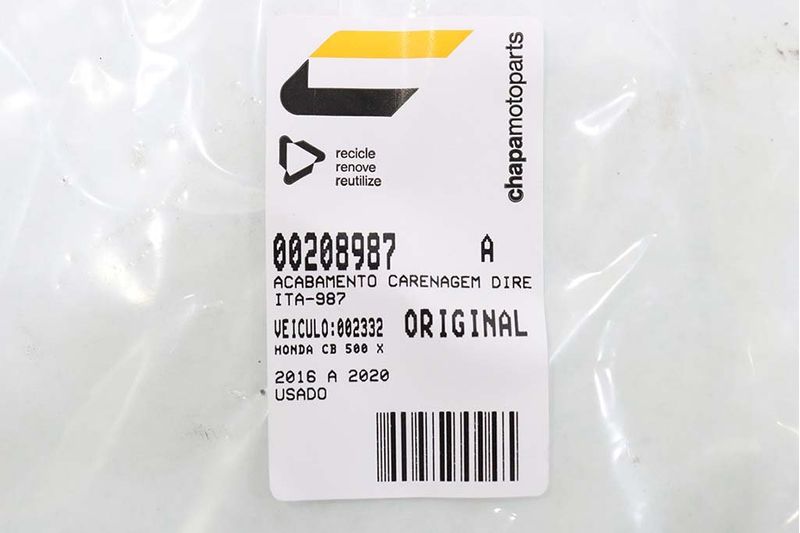 chapamotoparts
recicle
renove
reutilize
00208987 A
ACABAMENTO CARENAGEM DIRE
ITA-987
VEICULO:002332 ORIGINAL
HONDA CB 500 X
2016 A 2020
USADO